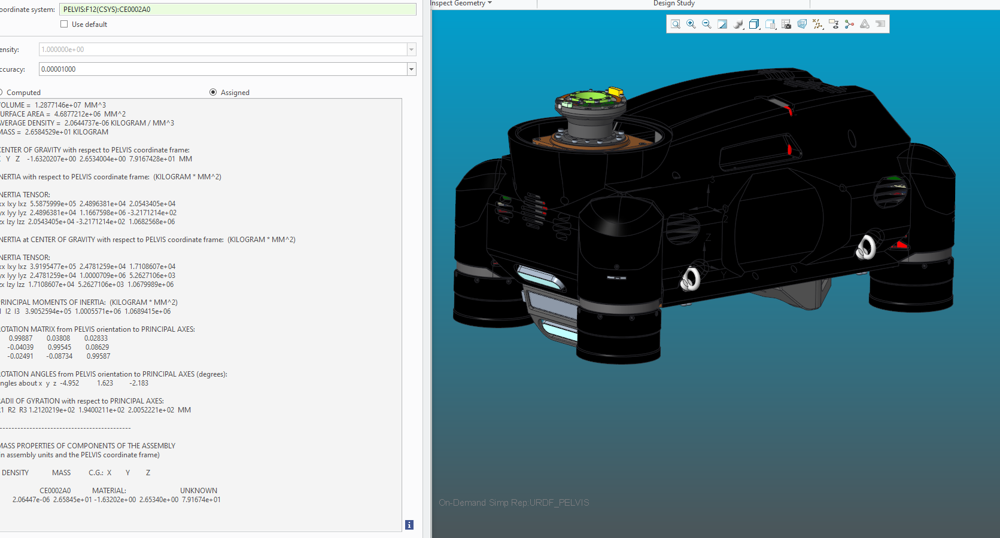 oordinate system: PELVIS:F12(CSYS):CE0002A0
Use default
ensity: 1.000000e+00
ccuracy: 0.00001000
Computed Assigned
VOLUME = 1.2877146e+07 MM^3
URFACE AREA = 4.6877212e+06 MM^2
AVERAGE DENSITY = 2.0644737e-06 KILOGRAM / MM^3
MASS = 2.6584529e+01 KILOGRAM
CENTER OF GRAVITY with respect to PELVIS coordinate frame:
Y Z -1.6320207e+00 2.6534004e+00 7.9167428e+01 MM
NERTIA with respect to PELVIS coordinate frame: (KILOGRAM * MM^2)
NERTIA TENSOR:
xx Ixy Ixz 5.5875999e+05 2.4896381e+04 2.0543405e+04
yx Iyy Iyz 2.4896381e+04 1.1667598e+06 -3.2171214e+02
zx Izy Izz 2.0543405e+04 -3.2171214e+02 1.0682568e+06
NERTIA at CENTER OF GRAVITY with respect to PELVIS coordinate frame: (KILOGRAM * MM^2)
NERTIA TENSOR:
xx Ixy Ixz 3.9195477e+05 2.4781259e+04 1.7108607e+04
yx Iyy Iyz 2.4781259e+04 1.0000709e+06 5.2627106e+03
zx Izy Izz 1.7108607e+04 5.2627106e+03 1.0679989e+06
RINCIPAL MOMENTS OF INERTIA: (KILOGRAM * MM^2)
I2 I3 3.9052594e+05 1.0005571e+06 1.0689415e+06
OTATION MATRIX from PELVIS orientation to PRINCIPAL AXES:
0.99887 0.03808 0.02833
-0.04039 0.99545 0.08629
-0.02491 -0.08734 0.99587
OTATION ANGLES from PELVIS orientation to PRINCIPAL AXES (degrees):
ngles about x y z -4.952 1.623 -2.183
ADII OF GYRATION with respect to PRINCIPAL AXES:
1 R2 R3 1.2120219e+02 1.9400211e+02 2.0052221e+02 MM
---------------------------------------------
MASS PROPERTIES OF COMPONENTS OF THE ASSEMBLY
in assembly units and the PELVIS coordinate frame)
DENSITY MASS C.G.: X Y Z
CE0002A0 MATERIAL: UNKNOWN
2.06447e-06 2.65845e+01 -1.63202e+00 2.65340e+00 7.91674e+01
nspect Geometry
Design Study
3
2
Z
X
Y
On-Demand Simp Rep:URDF_PELVIS